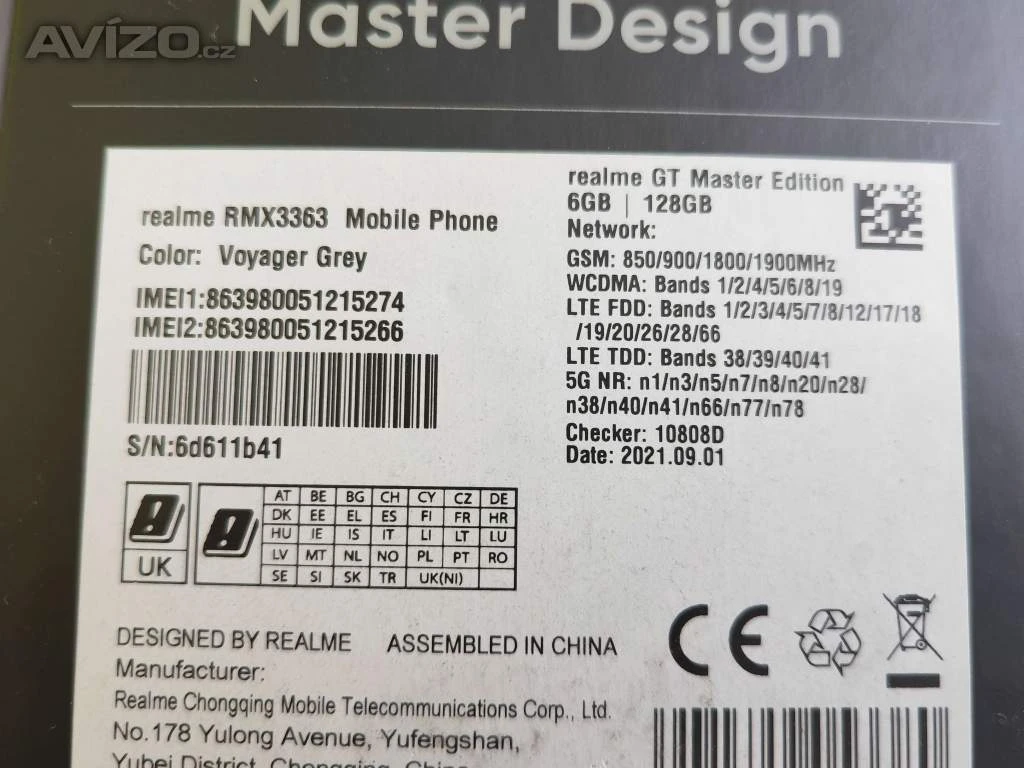 AVÍZO.cz
Master Design
realme RMX3363 Mobile Phone
Color: Voyager Grey
IMEI1:863980051215274
IMEI2:863980051215266
S/N:6d611b41
realme GT Master Edition
6GB | 128GB
Network:
GSM: 850/900/1800/1900MHz
WCDMA: Bands 1/2/4/5/6/8/19
LTE FDD: Bands 1/2/3/4/5/7/8/12/17/18
/19/20/26/28/66
LTE TDD: Bands 38/39/40/41
5G NR: n1/n3/n5/n7/n8/n20/n28/
n38/n40/n41/n66/n77/n78
Checker: 10808D
Date: 2021.09.01
UK
AT BE BG CH CY CZ DE
DK EE EL ES FI FR HR
HU IE IS IT LI LT LU
LV MT NL NO PL PT RO
SE SI SK TR UK(NI)
CE
DESIGNED BY REALME ASSEMBLED IN CHINA
Manufacturer:
Realme Chongqing Mobile Telecommunications Corp., Ltd.
No.178 Yulong Avenue, Yufengshan,
Yubei District, Chongqing, China